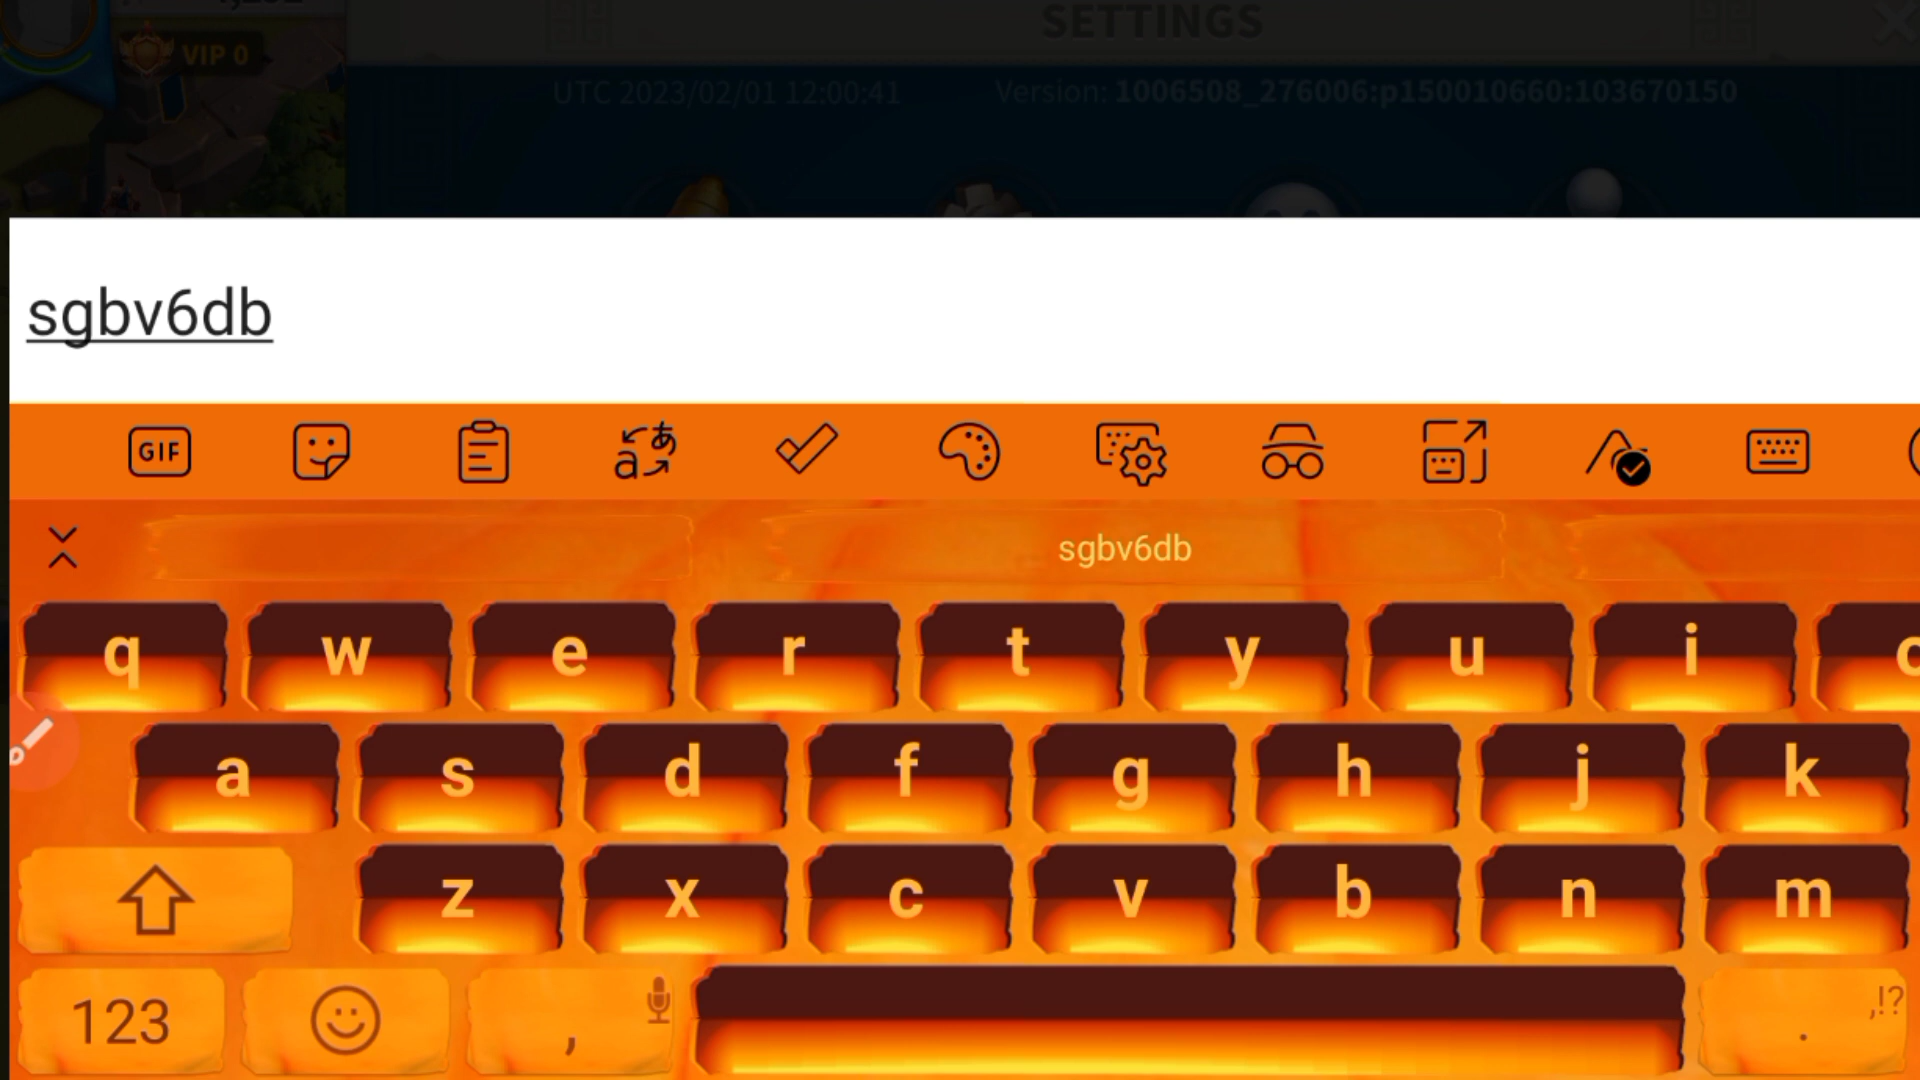 SETTINGS
VIP 0
UTC 2023/02/01 12:00:41 Version: 1006508_276006:p150010660:103670150
sgbv6db
GIF
sgbv6db
q w e r t y u i
a s d f g h j k
z x c v b n m
123 , . ,!?